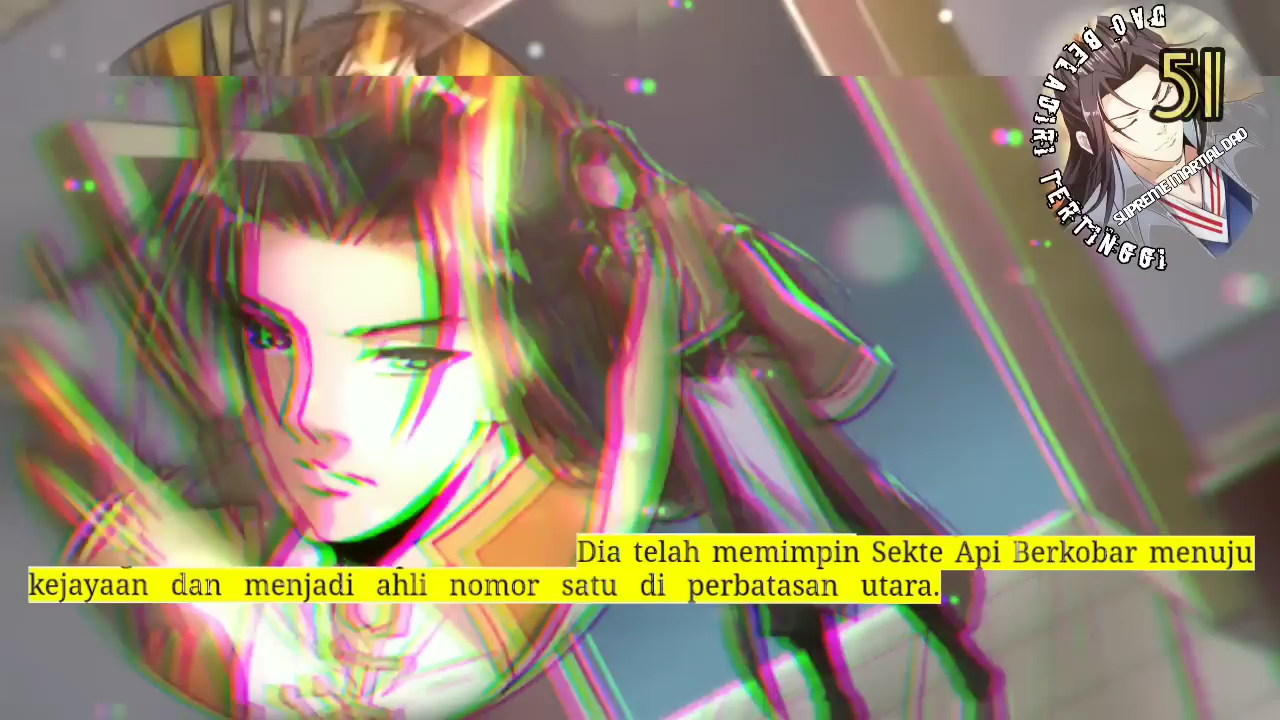 DAO BELADIRI TERTINGGI
51
SUPREME MARTIAL DAO
Dia telah memimpin Sekte Api Berkobar menuju
kejayaan dan menjadi ahli nomor satu di perbatasan utara.